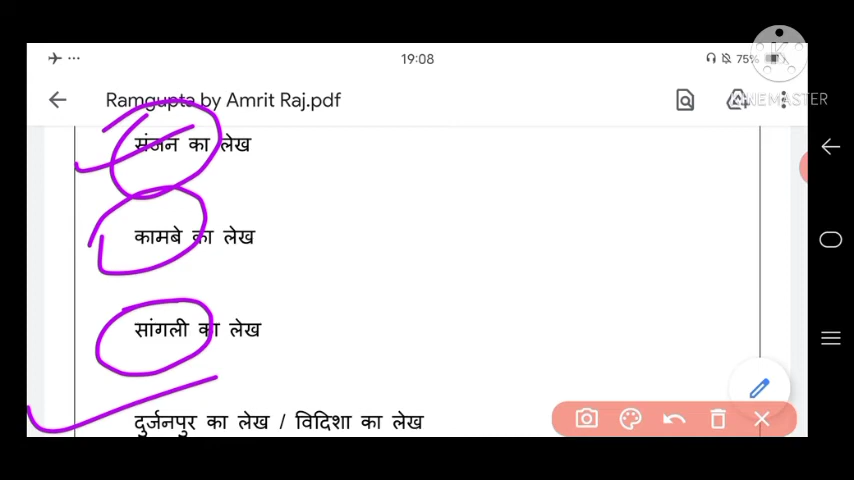 19:08
75%
Ramgupta by Amrit Raj.pdf
KINEMASTER
संजन का लेख
कामबे का लेख
सांगली का लेख
दुर्जनपुर का लेख / विदिशा का लेख